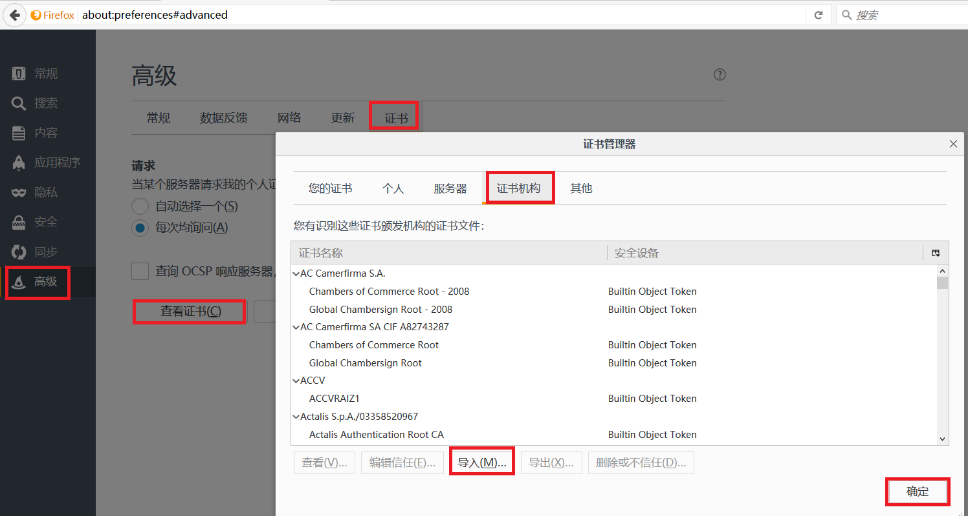 Firefox about:preferences#advanced 搜索
常规
搜索
内容
应用程序
隐私
安全
同步
高级
高级
常规 数据反馈 网络 更新 证书
请求
当某个服务器请求我的个人证
自动选择一个(S)
每次均询问(A)
查询 OCSP 响应服务器,
查看证书(C)
证书管理器
您的证书 个人 服务器 证书机构 其他
您有识别这些证书颁发机构的证书文件:
证书名称 安全设备
AC Camerfirma S.A.
Chambers of Commerce Root - 2008 Builtin Object Token
Global Chambersign Root - 2008 Builtin Object Token
AC Camerfirma SA CIF A82743287
Chambers of Commerce Root Builtin Object Token
Global Chambersign Root Builtin Object Token
ACCV
ACCVRAIZ1 Builtin Object Token
Actalis S.p.A./03358520967
Actalis Authentication Root CA Builtin Object Token
查看(V)... 编辑信任(E)... 导入(M)... 导出(X)... 删除或不信任(D)...
确定